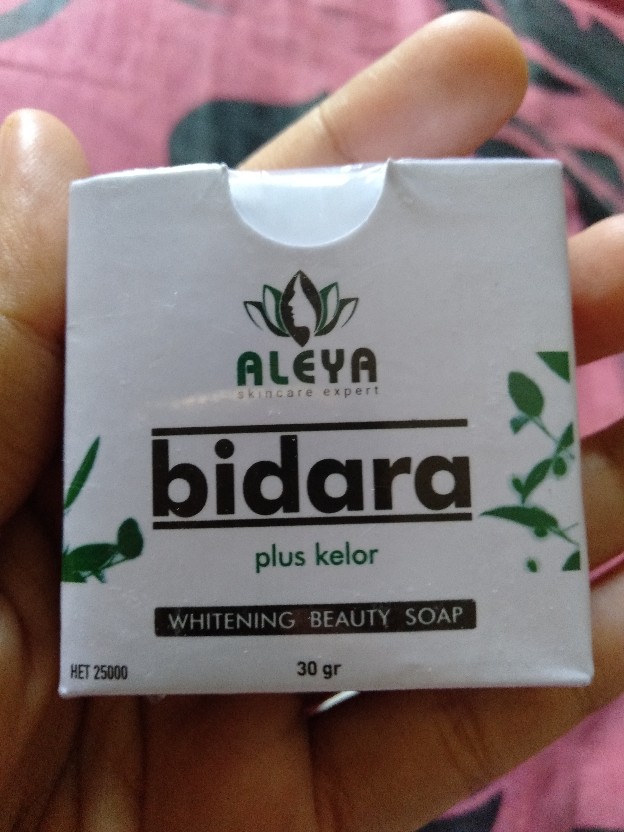 ALEYA
skincare expert
bidara
plus kelor
WHITENING BEAUTY SOAP
HET 25000
30 gr